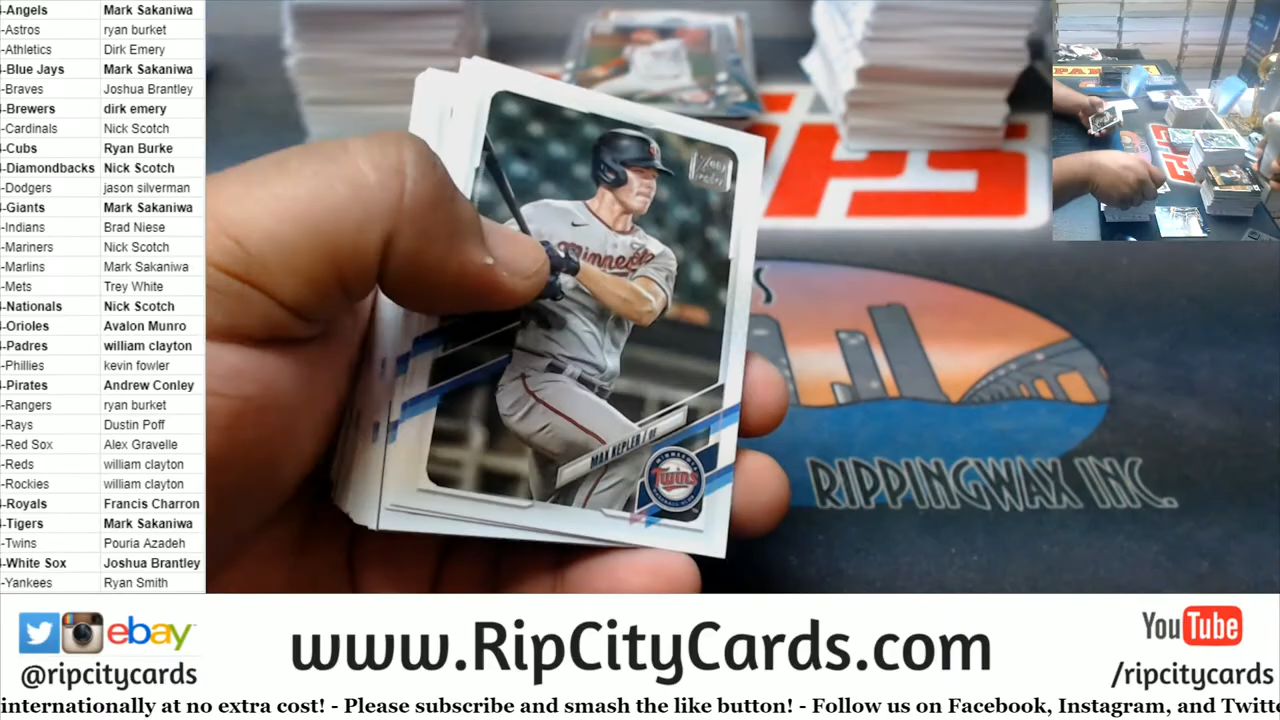 -Angels Mark Sakaniwa
-Astros ryan burket
-Athletics Dirk Emery
-Blue Jays Mark Sakaniwa
-Braves Joshua Brantley
-Brewers dirk emery
-Cardinals Nick Scotch
-Cubs Ryan Burke
-Diamondbacks Nick Scotch
-Dodgers jason silverman
-Giants Mark Sakaniwa
-Indians Brad Niese
-Mariners Nick Scotch
-Marlins Mark Sakaniwa
-Mets Trey White
-Nationals Nick Scotch
-Orioles Avalon Munro
-Padres william clayton
-Phillies kevin fowler
-Pirates Andrew Conley
-Rangers ryan burket
-Rays Dustin Poff
-Red Sox Alex Gravelle
-Reds william clayton
-Rockies william clayton
-Royals Francis Charron
-Tigers Mark Sakaniwa
-Twins Pouria Azadeh
-White Sox Joshua Brantley
-Yankees Ryan Smith
Minnesota
MAX KEPLER / OF
MINNESOTA
Twins
BASEBALL CLUB
RIPPINGWAX INC.
ebay
@ripcitycards
www.RipCityCards.com
YouTube
/ripcitycards
internationally at no extra cost! - Please subscribe and smash the like button! - Follow us on Facebook, Instagram, and Twitte